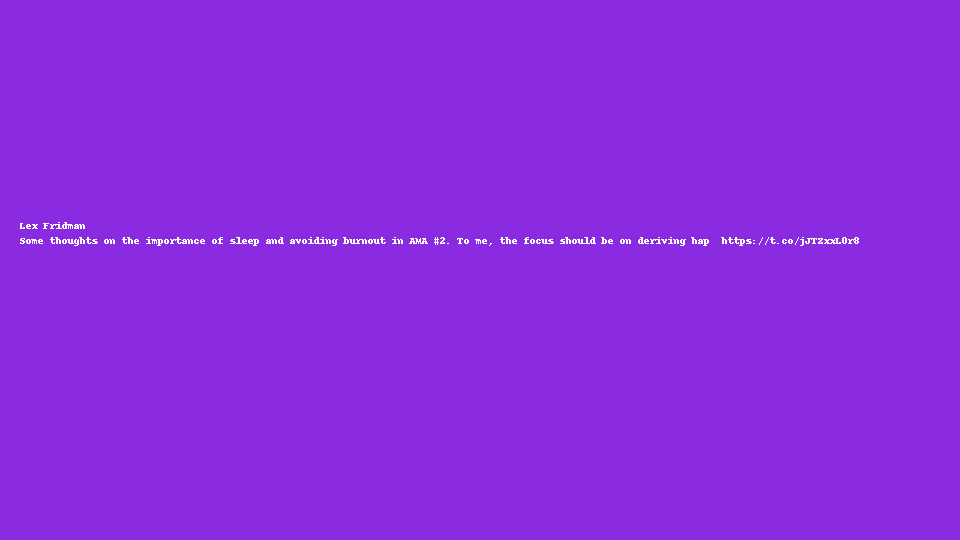 Lex Fridman
Some thoughts on the importance of sleep and avoiding burnout in AMA #2. To me, the focus should be on deriving hap https://t.co/jJTZxxL0r8